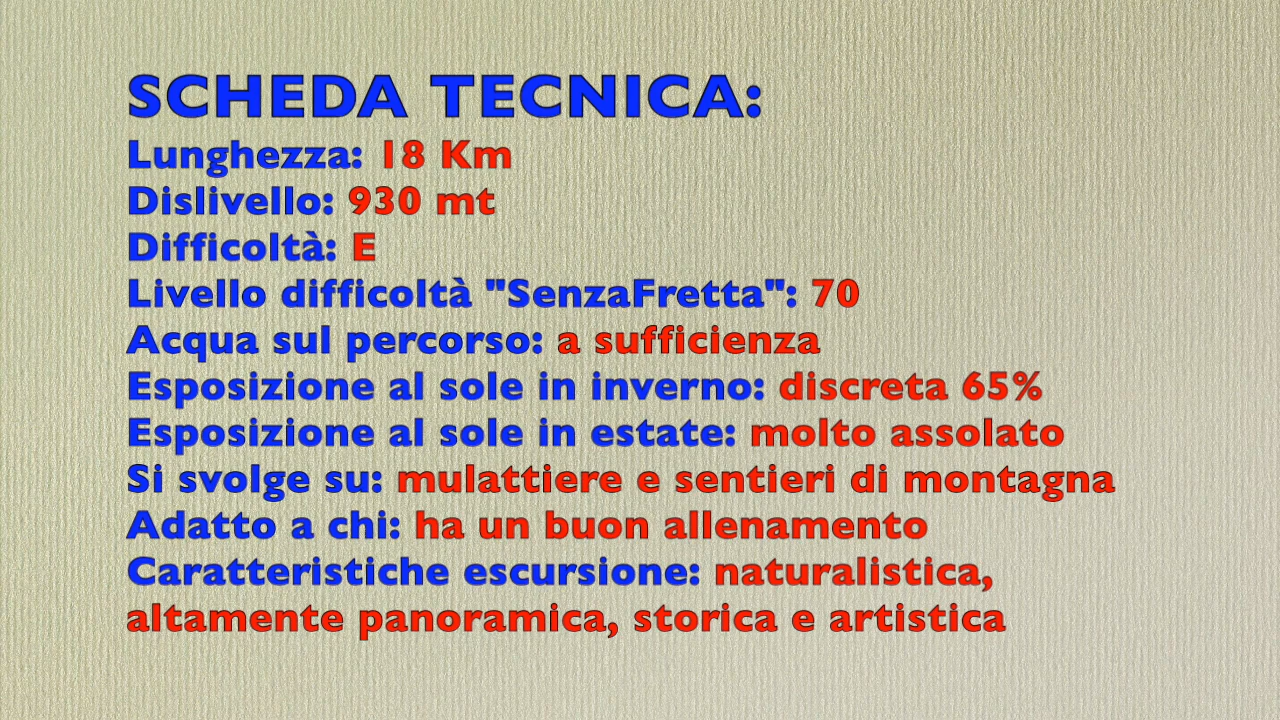 SCHEDA TECNICA:
Lunghezza: 18 Km
Dislivello: 930 mt
Difficoltà: E
Livello difficoltà "SenzaFretta": 70
Acqua sul percorso: a sufficienza
Esposizione al sole in inverno: discreta 65%
Esposizione al sole in estate: molto assolato
Si svolge su: mulattiere e sentieri di montagna
Adatto a chi: ha un buon allenamento
Caratteristiche escursione: naturalistica,
altamente panoramica, storica e artistica